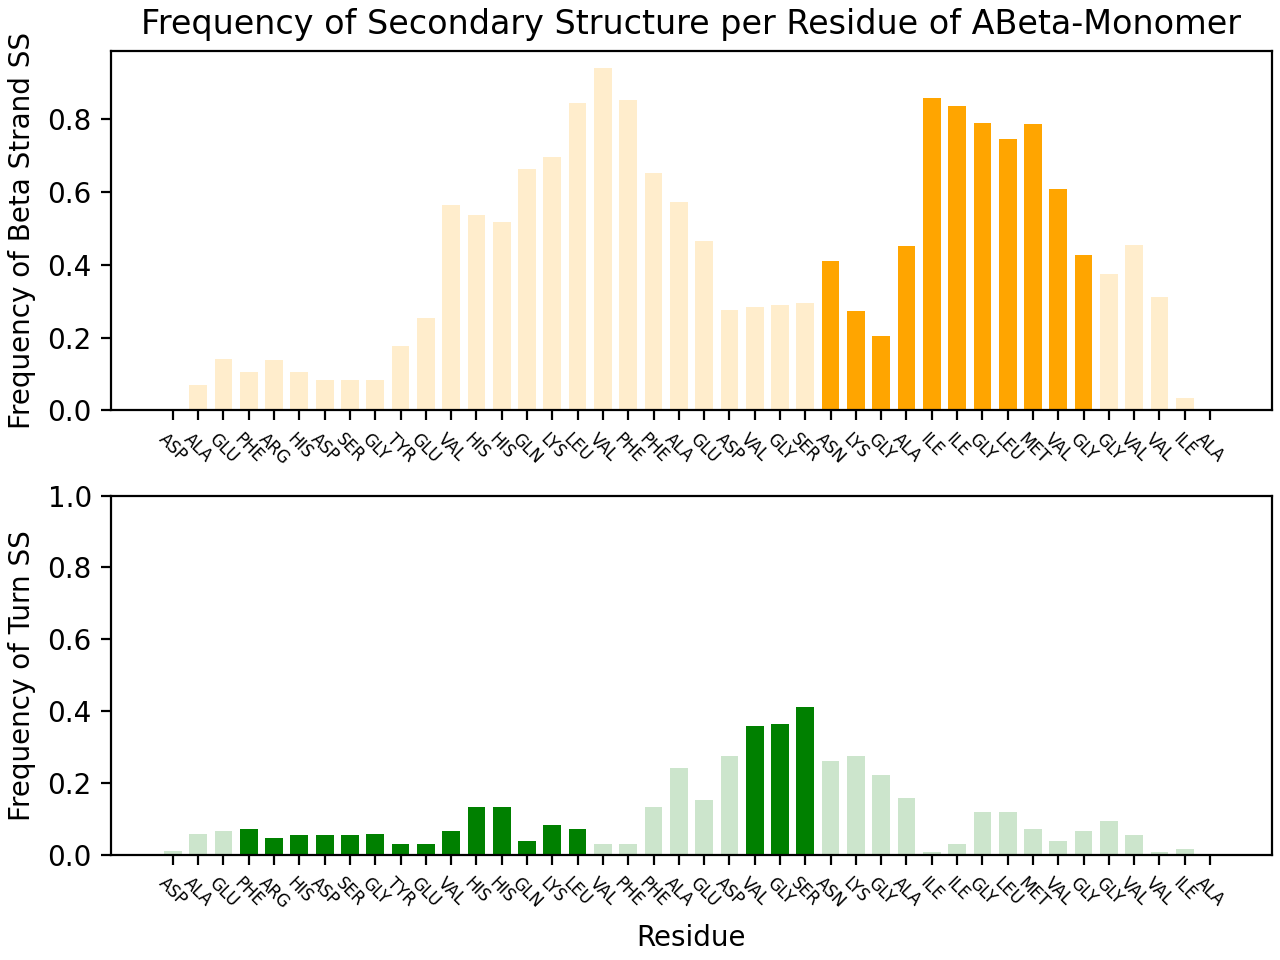 Frequency of Secondary Structure per Residue of ABeta-Monomer
Frequency of Beta Strand SS
0.8
0.6
0.4
0.2
0.0
ASP ALA GLU PHE ARG HIS ASP SER GLY TYR GLU VAL HIS HIS GLN LYS LEU VAL PHE PHE ALA GLU ASP VAL GLY SER ASN LYS GLY ALA ILE ILE GLY LEU MET VAL GLY GLY VAL VAL ILE ALA
Frequency of Turn SS
1.0
0.8
0.6
0.4
0.2
0.0
ASP ALA GLU PHE ARG HIS ASP SER GLY TYR GLU VAL HIS HIS GLN LYS LEU VAL PHE PHE ALA GLU ASP VAL GLY SER ASN LYS GLY ALA ILE ILE GLY LEU MET VAL GLY GLY VAL VAL ILE ALA
Residue